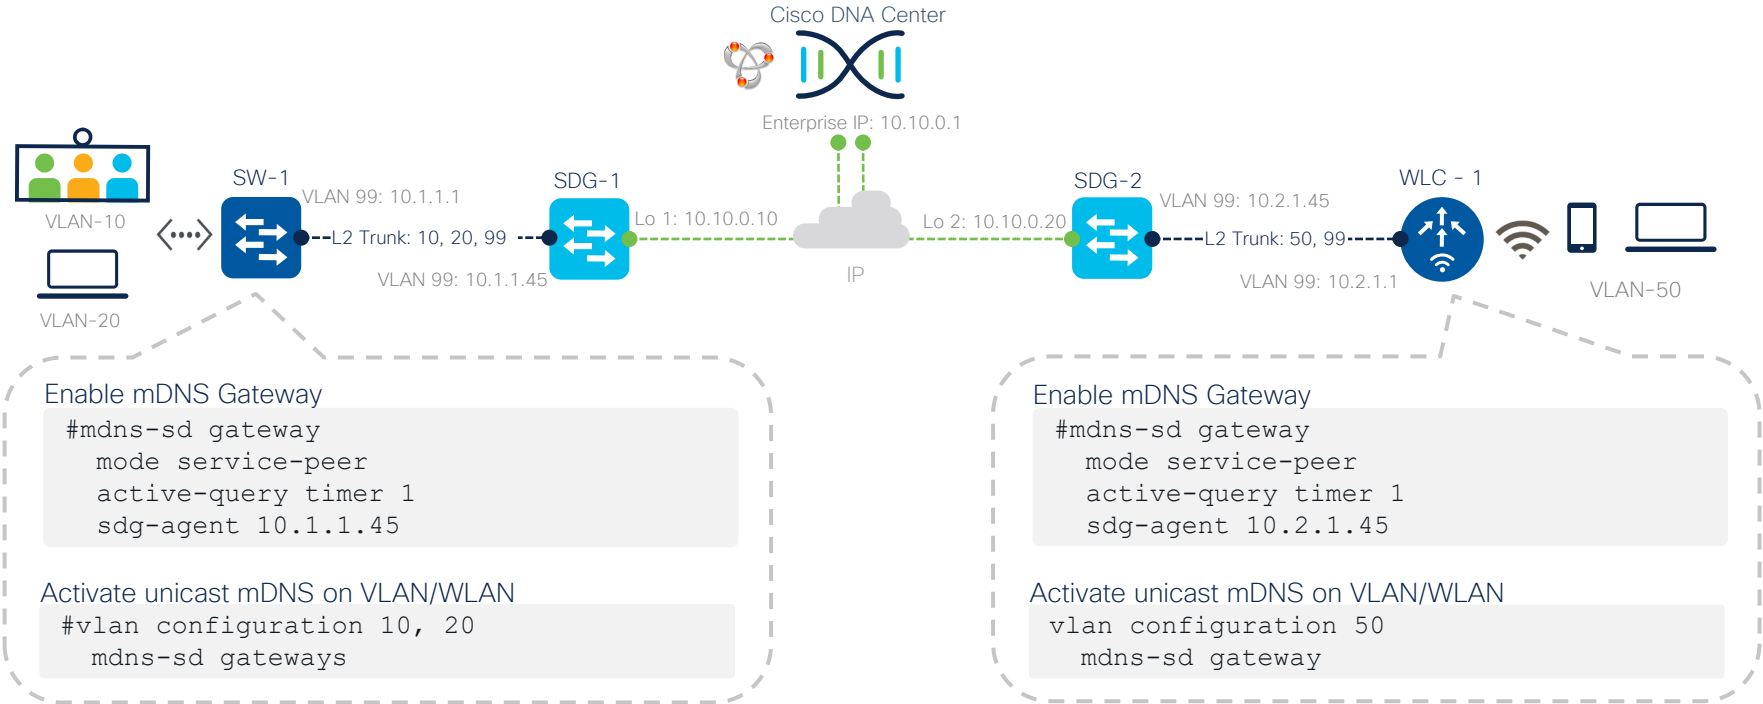 Cisco DNA Center
Enterprise IP: 10.10.0.1
SW-1
VLAN 99: 10.1.1.1
SDG-1
SDG-2
VLAN 99: 10.2.1.45
WLC - 1
VLAN-10
L2 Trunk: 10, 20, 99
Lo 1: 10.10.0.10
Lo 2: 10.10.0.20
L2 Trunk: 50, 99
VLAN 99: 10.1.1.45
IP
VLAN 99: 10.2.1.1
VLAN-50
VLAN-20
Enable mDNS Gateway
#mdns-sd gateway
mode service-peer
active-query timer 1
sdg-agent 10.1.1.45
Activate unicast mDNS on VLAN/WLAN
#vlan configuration 10, 20
mdns-sd gateways
Enable mDNS Gateway
#mdns-sd gateway
mode service-peer
active-query timer 1
sdg-agent 10.2.1.45
Activate unicast mDNS on VLAN/WLAN
vlan configuration 50
mdns-sd gateway